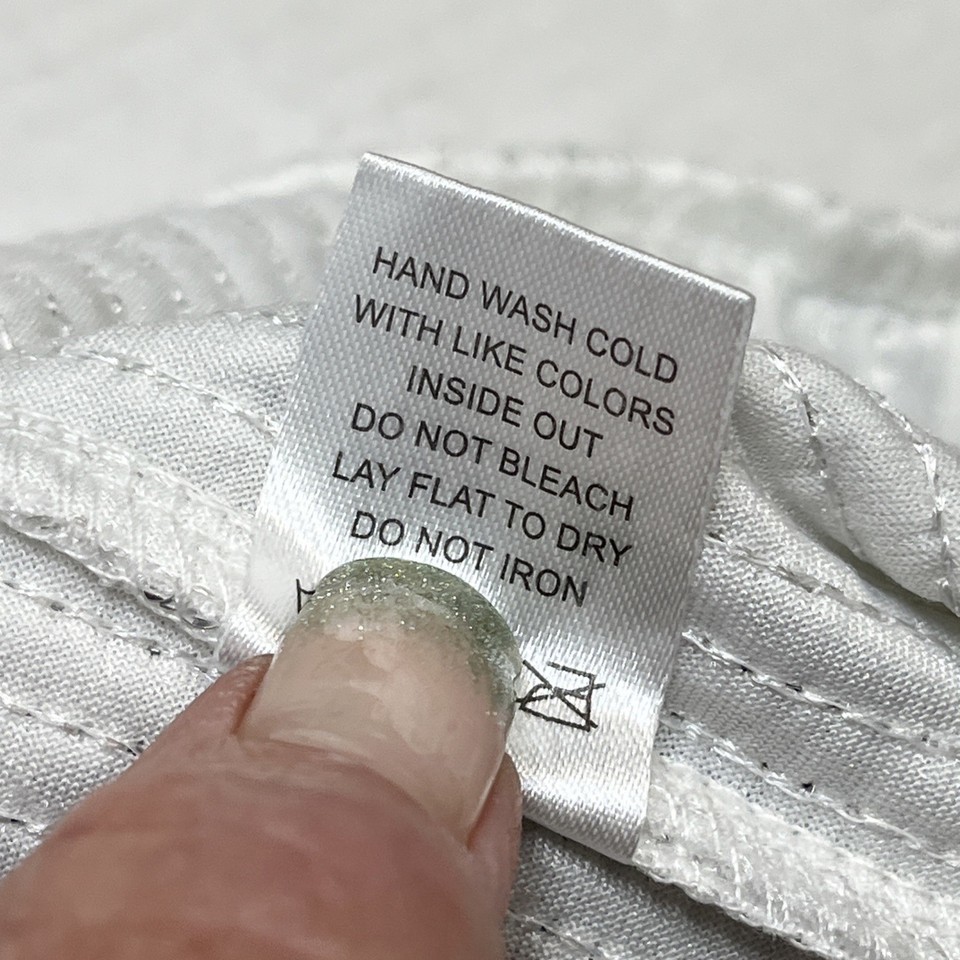 HAND WASH COLD
WITH LIKE COLORS
INSIDE OUT
DO NOT BLEACH
LAY FLAT TO DRY
DO NOT IRON